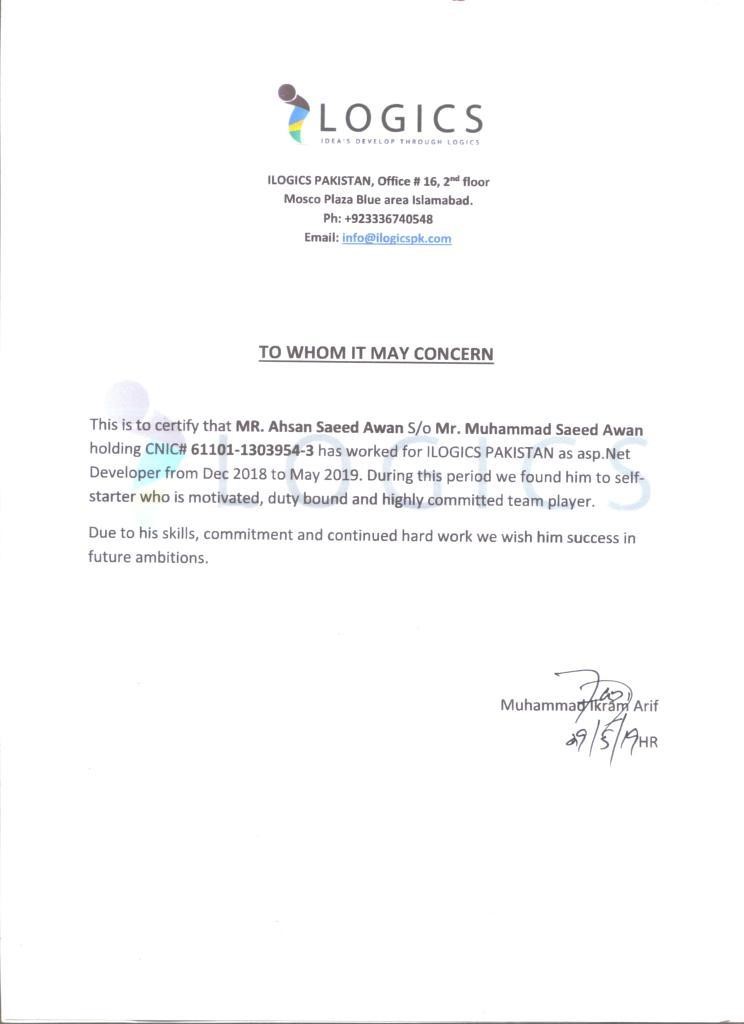 LOGICS
IDEA'S DEVELOP THROUGH LOGICS
ILOGICS PAKISTAN, Office # 16, 2nd floor
Mosco Plaza Blue area Islamabad.
Ph: +923336740548
Email: info@ilogicspk.com
TO WHOM IT MAY CONCERN
This is to certify that MR. Ahsan Saeed Awan S/o Mr. Muhammad Saeed Awan
holding CNIC# 61101-1303954-3 has worked for ILOGICS PAKISTAN as asp.Net
Developer from Dec 2018 to May 2019. During this period we found him to self-
starter who is motivated, duty bound and highly committed team player.
LOGICS
Due to his skills, commitment and continued hard work we wish him success in
future ambitions.
Muhammad Ikram Arif
29/5/19 HR